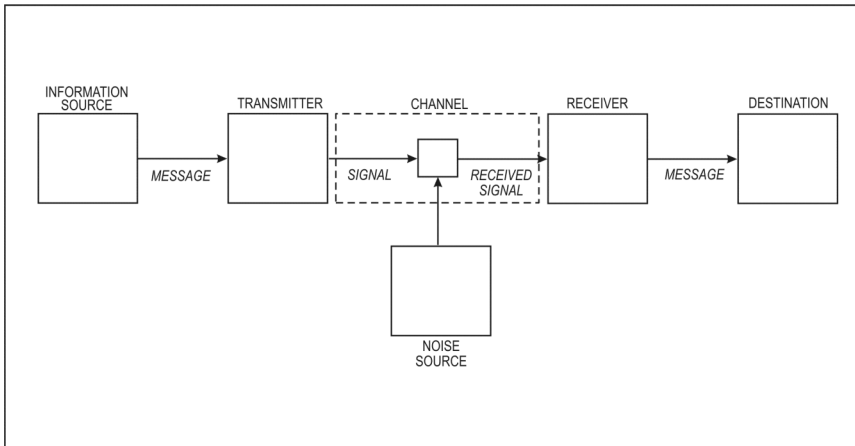 INFORMATION
SOURCE
TRANSMITTER
CHANNEL
RECEIVER
DESTINATION
MESSAGE
SIGNAL
RECEIVED
SIGNAL
MESSAGE
NOISE
SOURCE